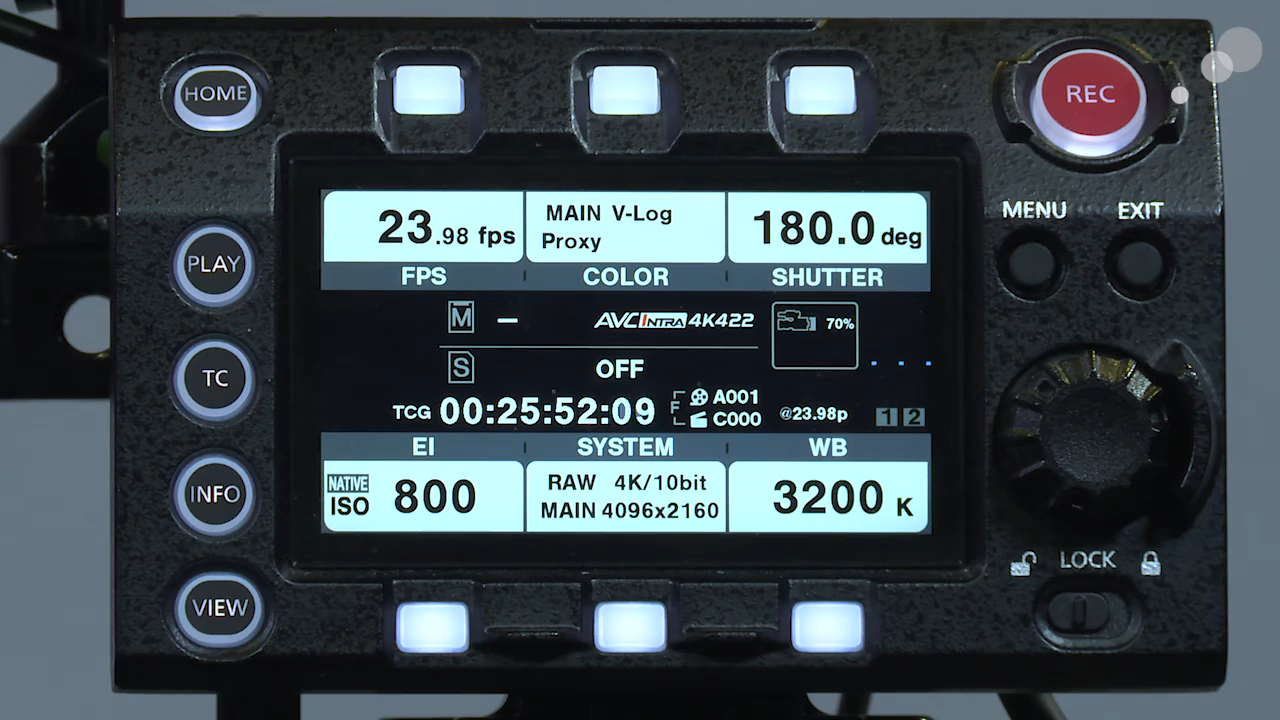 HOME
REC
MENU EXIT
PLAY
TC
INFO
VIEW
23.98 fps
MAIN V-Log
Proxy
180.0 deg
FPS COLOR SHUTTER
M – AVC INTRA 4K422
70%
S OFF
TCG 00:25:52:09
F
A001
C000
@23.98p
1 2
EI SYSTEM WB
NATIVE
ISO 800
RAW 4K/10bit
MAIN 4096x2160
3200 K
LOCK